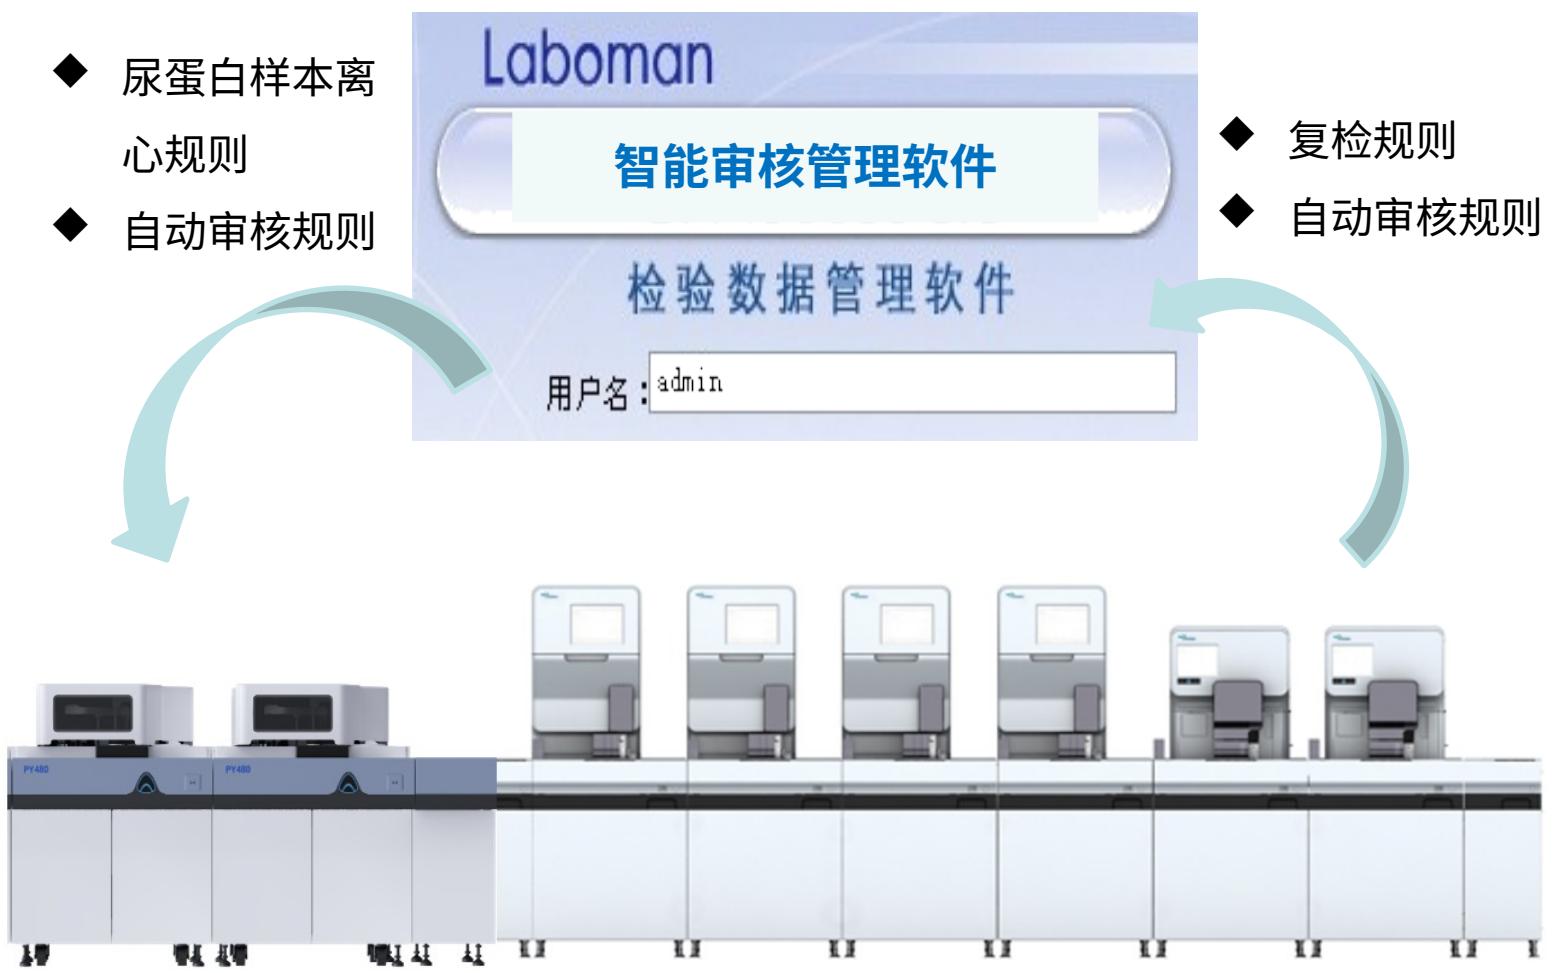 Laboman
智能审核管理软件
检验数据管理软件
用户名：admin
◆ 尿蛋白样本离
心规则
◆ 自动审核规则
◆ 复检规则
◆ 自动审核规则
PY480
PY480